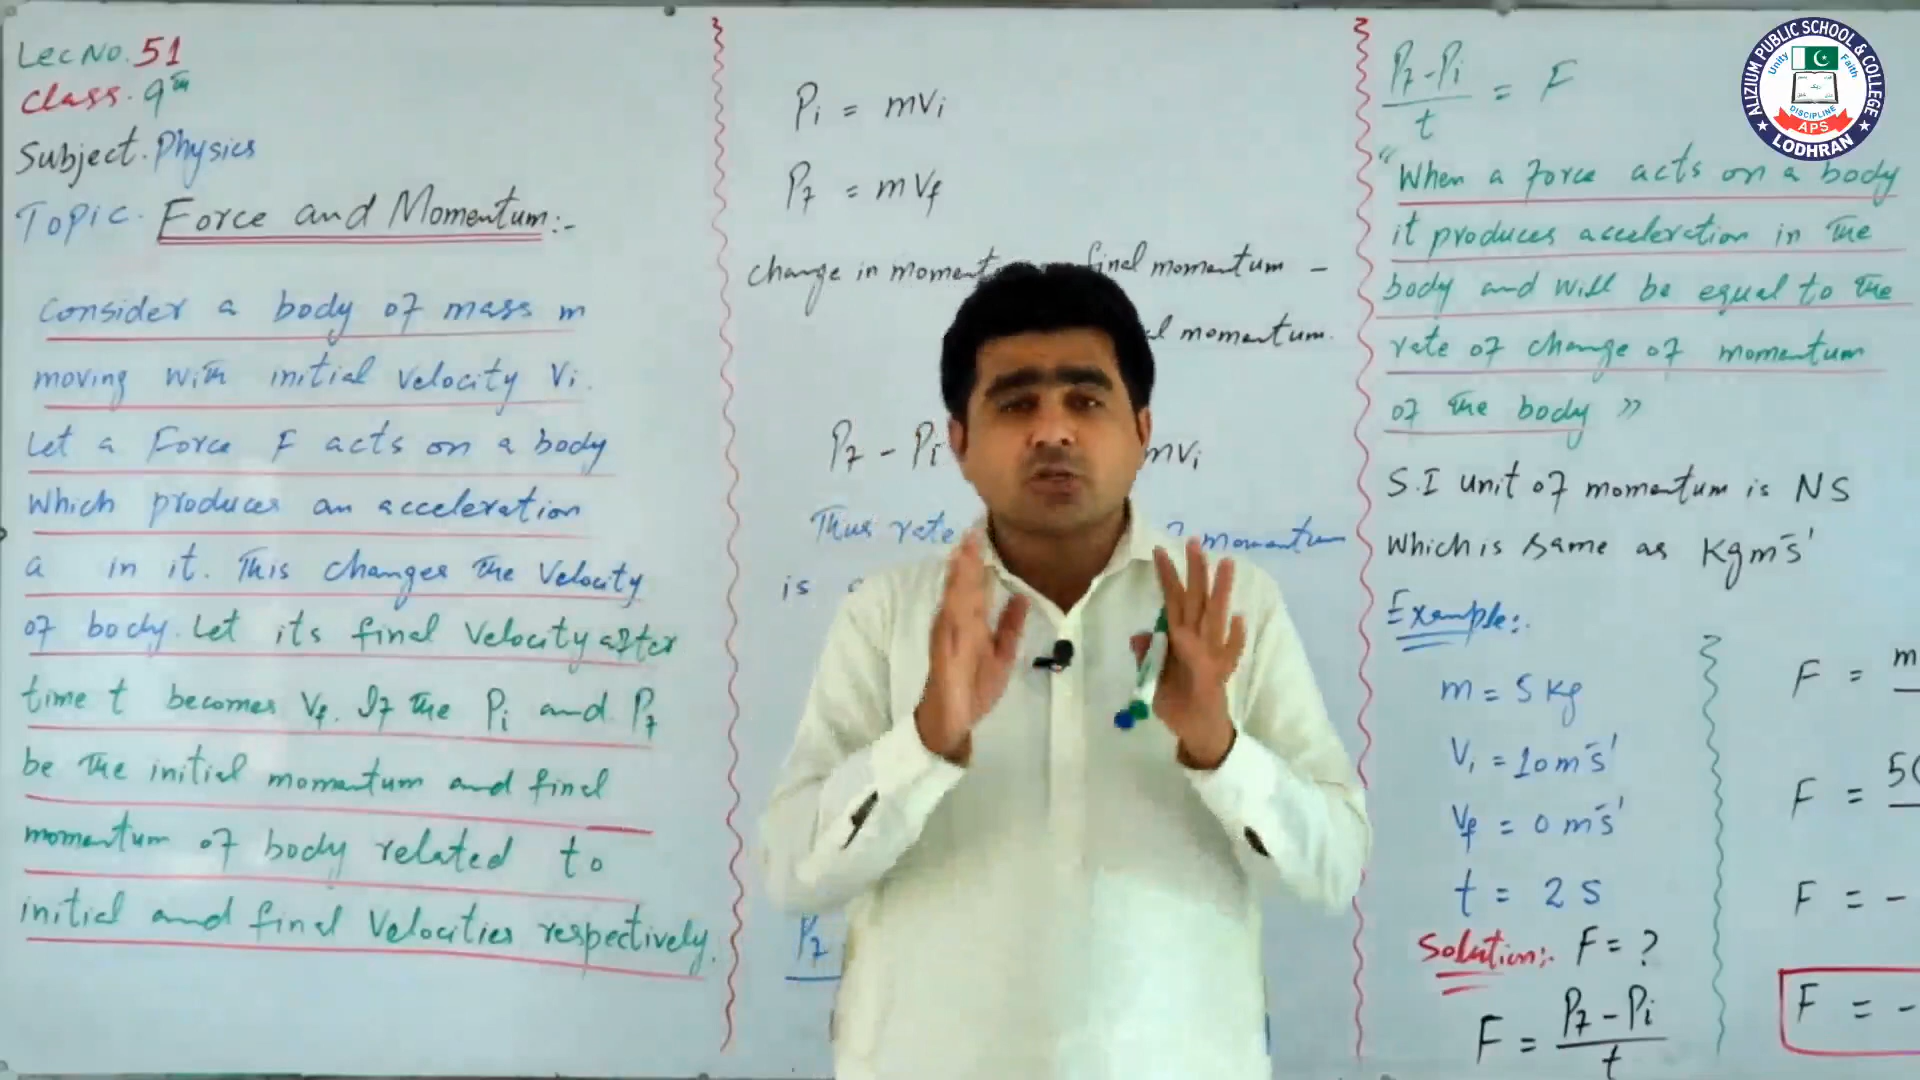 Lec No. 51
Class. 9th
Subject. Physics
Topic. Force and Momentum:-
Consider a body of mass m
moving with initial velocity Vi.
Let a Force F acts on a body
which produces an acceleration
a in it. This changes the Velocity
of body. Let its final Velocity after
time t becomes Vf. If the Pi and Pf
be the initial momentum and final
momentum of body related to
initial and final Velocities respectively.
Pi = mvi
Pf = mVf
change in final momentum -
momentum.
Pf - Pi mvi
Thus rate momentum
is
Pf
Pf - Pi / t = F
"When a force acts on a body
it produces acceleration in the
body and will be equal to the
rate of change of momentum
of the body"
S.I unit of momentum is NS
Which is same as Kgms⁻¹
Example:.
m = 5 Kg
Vi = 10 ms⁻¹
Vf = 0 ms⁻¹
t = 2 S
Solution:. F = ?
F = Pf - Pi / t
F = m
F = 50
F = -
F = -
ALIZIUM PUBLIC SCHOOL & COLLEGE
Unity
Faith
DISCIPLINE
APS
LODHRAN